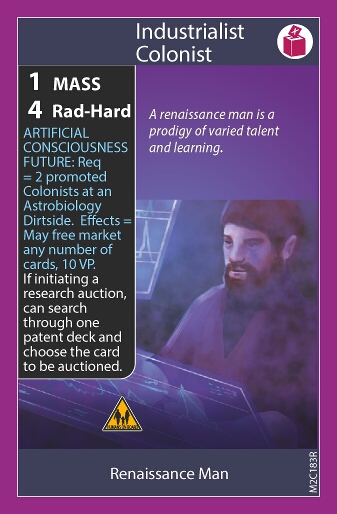 Industrialist
Colonist
1 MASS
4 Rad-Hard
ARTIFICIAL
CONSCIOUSNESS
FUTURE: Req
= 2 promoted
Colonists at an
Astrobiology
Dirtside. Effects =
May free market
any number of
cards, 10 VP.
If initiating a
research auction,
can search
through one
patent deck and
choose the card
to be auctioned.
A renaissance man is a
prodigy of varied talent
and learning.
Renaissance Man
M2C183R